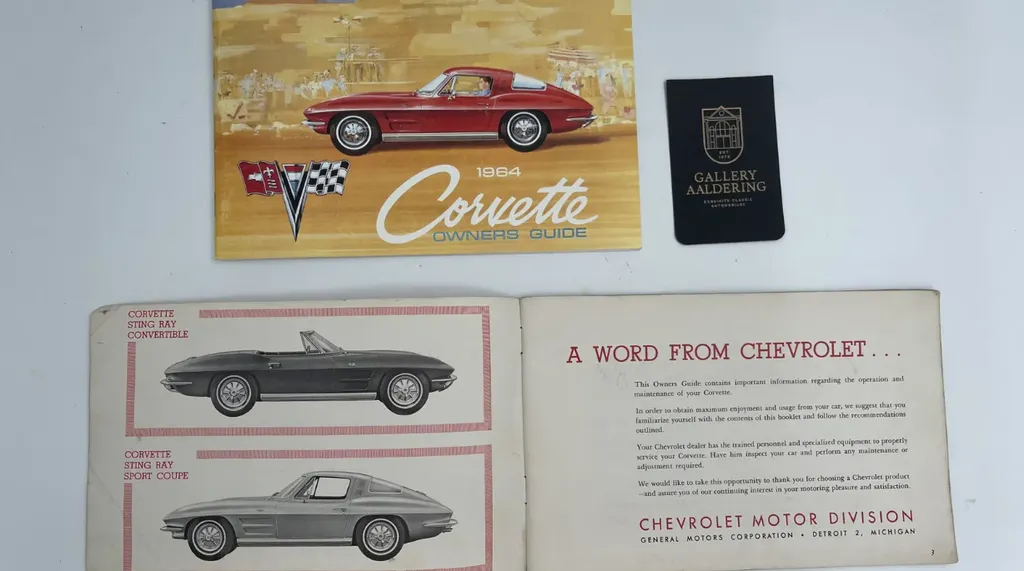 1964
Corvette
OWNERS GUIDE
EST
1975
GALLERY
AALDERING
EXQUISITE CLASSIC
AUTOMOBILES
CORVETTE
STING RAY
CONVERTIBLE
CORVETTE
STING RAY
SPORT COUPE
A WORD FROM CHEVROLET...
This Owners Guide contains important information regarding the operation and
maintenance of your Corvette.
In order to obtain maximum enjoyment and usage from your car, we suggest that you
familiarize yourself with the contents of this booklet and follow the recommendations
outlined.
Your Chevrolet dealer has the trained personnel and specialized equipment to properly
service your Corvette. Have him inspect your car and perform any maintenance or
adjustment required.
We would like to take this opportunity to thank you for choosing a Chevrolet product
—and assure you of our continuing interest in your motoring pleasure and satisfaction.
CHEVROLET MOTOR DIVISION
GENERAL MOTORS CORPORATION • DETROIT 2, MICHIGAN
3